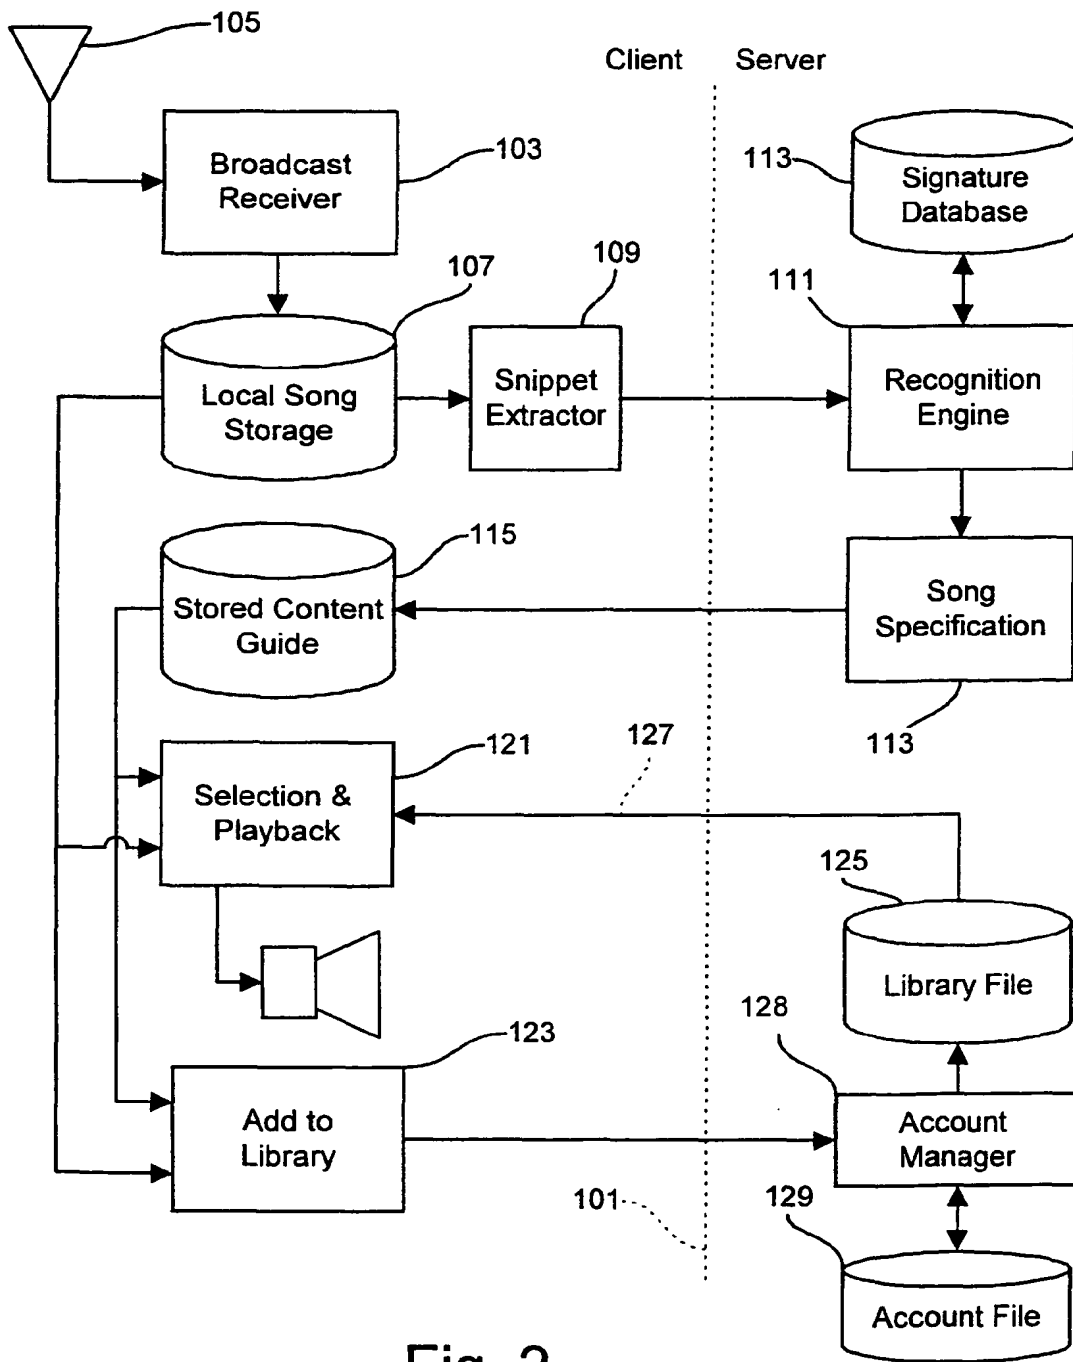 105
Client
Server
Broadcast
Receiver
103
113
Signature
Database
107
109
111
Local Song
Storage
Snippet
Extractor
Recognition
Engine
115
Stored Content
Guide
Song
Specification
113
121
127
Selection &
Playback
125
Library File
128
123
Add to
Library
Account
Manager
101
129
Account File
Fig. 2